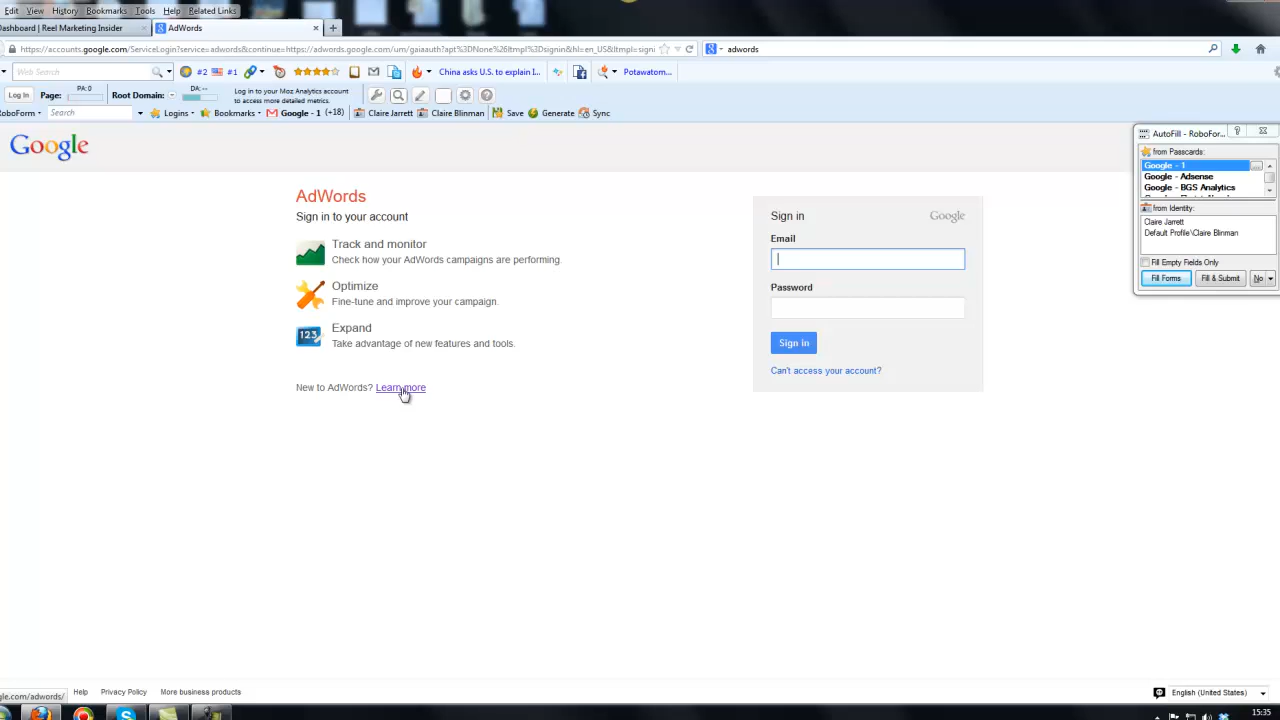 Edit View History Bookmarks Tools Help Related Links
Dashboard | Reel Marketing Insider × AdWords × +
https://accounts.google.com/ServiceLogin?service=adwords&continue=https://adwords.google.com/um/gaiaauth?apt%3DNone%26ltmpl%3Dsignin&hl=en_US&ltmpl=signi adwords
Web Search #2 #1 China asks U.S. to explain I... Potawatom...
Log In Page: PA: 0 Root Domain: DA: -- Log in to your Moz Analytics account
to access more detailed metrics.
RoboForm Search Logins Bookmarks Google - 1 (+18) Claire Jarrett Claire Blinman Save Generate Sync
Google
AutoFill - RoboFor...
from Passcards:
Google - 1
Google - Adsense
Google - BGS Analytics
from Identity:
Claire Jarrett
Default Profile\Claire Blinman
Fill Empty Fields Only
Fill Forms Fill & Submit No
AdWords
Sign in to your account
Track and monitor
Check how your AdWords campaigns are performing.
Optimize
Fine-tune and improve your campaign.
123
Expand
Take advantage of new features and tools.
New to AdWords? Learn more
Sign in Google
Email
Password
Sign in
Can't access your account?
gle.com/adwords/ Help Privacy Policy More business products English (United States)
15:35